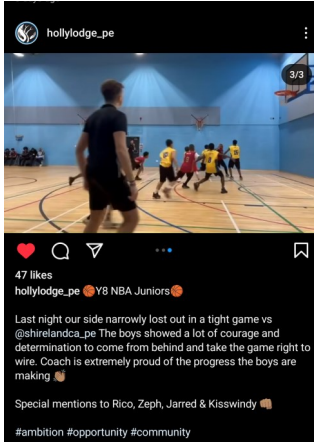 hollylodge_pe
3/3
47 likes
hollylodge_pe 🏀Y8 NBA Juniors🏀
Last night our side narrowly lost out in a tight game vs
@shirelandca_pe The boys showed a lot of courage and
determination to come from behind and take the game right to
wire. Coach is extremely proud of the progress the boys are
making 👏🏽
Special mentions to Rico, Zeph, Jarred & Kisswindy 👊🏽
#ambition #opportunity #community